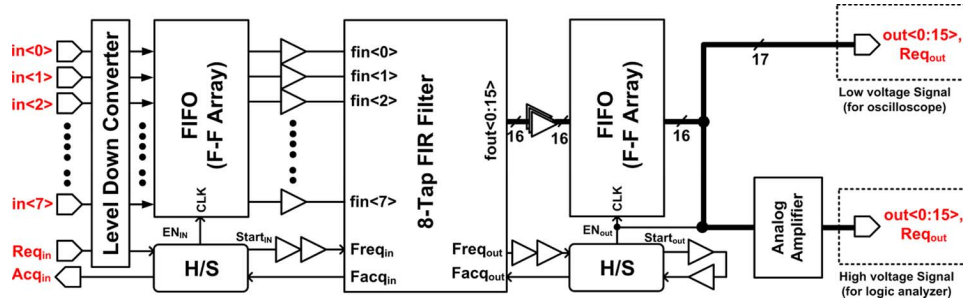 in<0>
in<1>
in<2>
in<7>
Req_in
Acq_in
Level Down Converter
FIFO
(F-F Array)
CLK
EN_IN
Start_IN
H/S
fin<0>
fin<1>
fin<2>
fin<7>
Freq_in
Facq_in
8-Tap FIR Filter
fout<0:15>
Freq_out
Facq_out
16
16
FIFO
(F-F Array)
CLK
EN_out
Start_out
H/S
16
17
Analog
Amplifier
out<0:15>,
Req_out
Low voltage Signal
(for oscilloscope)
out<0:15>,
Req_out
High voltage Signal
(for logic analyzer)